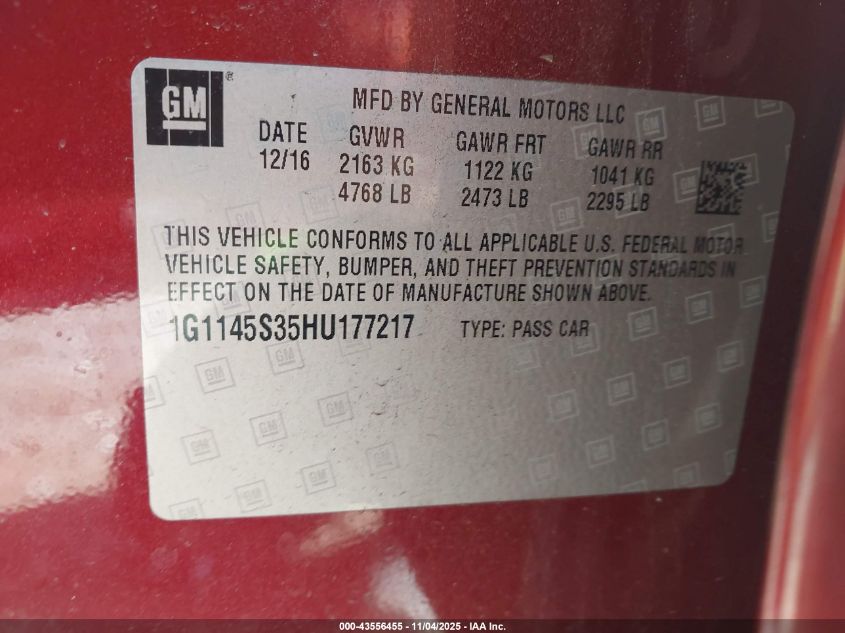 GM®
MFD BY GENERAL MOTORS LLC
DATE GVWR GAWR FRT GAWR RR
12/16 2163 KG 1122 KG 1041 KG
4768 LB 2473 LB 2295 LB
THIS VEHICLE CONFORMS TO ALL APPLICABLE U.S. FEDERAL MOTOR
VEHICLE SAFETY, BUMPER, AND THEFT PREVENTION STANDARDS IN
EFFECT ON THE DATE OF MANUFACTURE SHOWN ABOVE.
1G1145S35HU177217 TYPE: PASS CAR
000-43556455 - 11/04/2025 - IAA Inc.